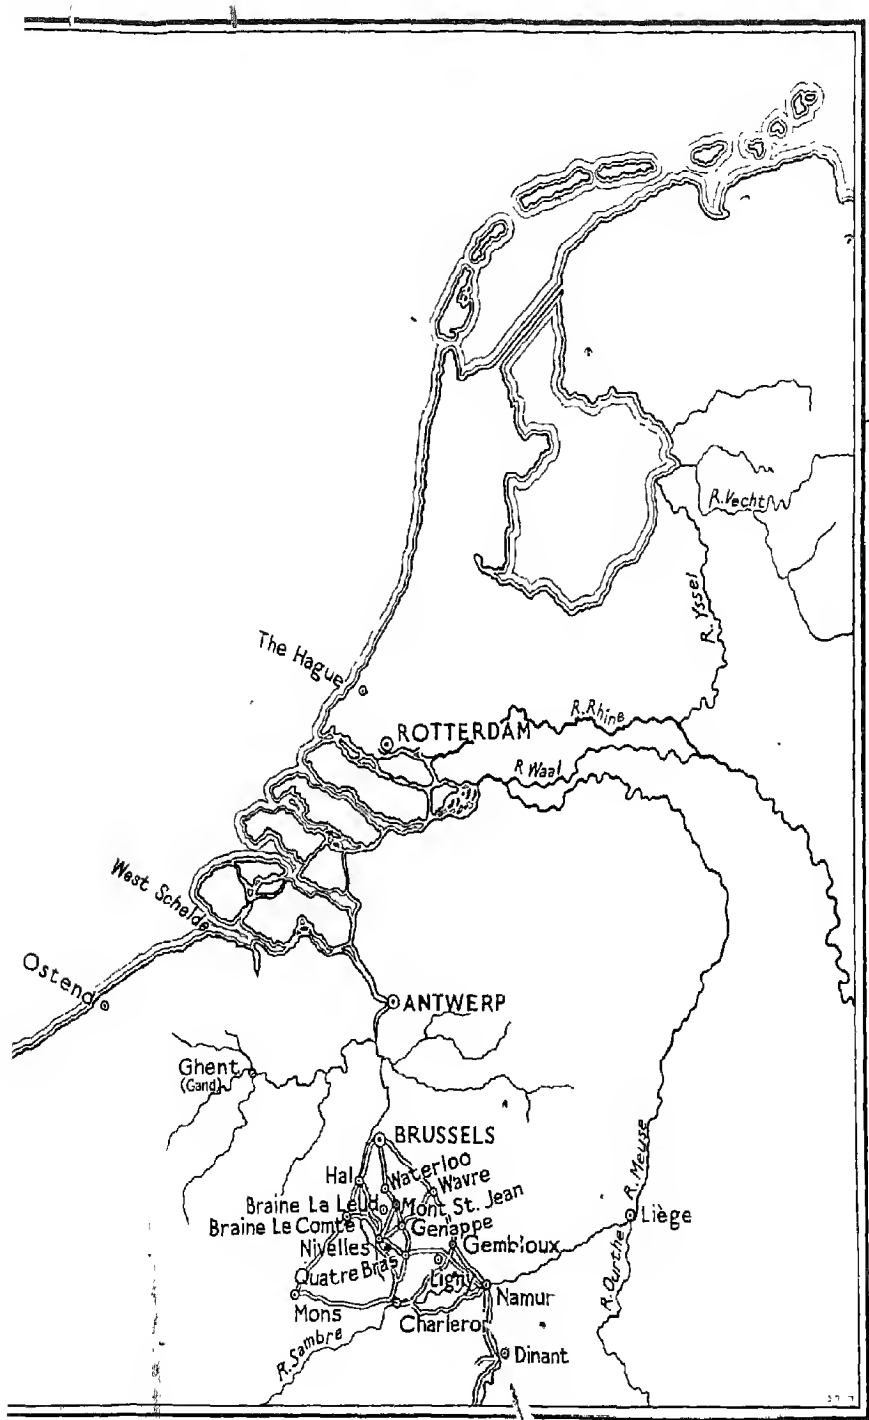 R. Vecht
R. Yssel
The Hague
R. Rhine
ROTTERDAM
R Waal
West Schelde
Ostend
ANTWERP
Ghent
(Gand)
BRUSSELS
R. Meuse
Hal
Waterloo
Wavre
Braine La Leud
Mont St. Jean
Braine Le Comte
Genappe
Liège
Nivelles
Gembloux
Quatre Bras
Ligny
R. Ourthe
Namur
Mons
Charleroi
R. Sambre
Dinant